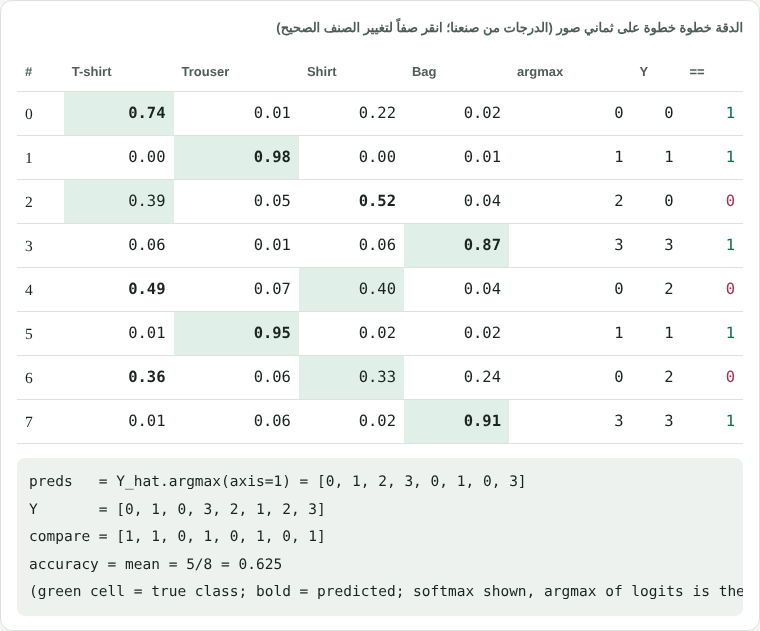 الدقة خطوة خطوة على ثماني صور (الدرجات من صنعنا؛ انقر صفاً لتغيير الصنف الصحيح)
# T-shirt Trouser Shirt Bag argmax Y ==
0 0.74 0.01 0.22 0.02 0 0 1
1 0.00 0.98 0.00 0.01 1 1 1
2 0.39 0.05 0.52 0.04 2 0 0
3 0.06 0.01 0.06 0.87 3 3 1
4 0.49 0.07 0.40 0.04 0 2 0
5 0.01 0.95 0.02 0.02 1 1 1
6 0.36 0.06 0.33 0.24 0 2 0
7 0.01 0.06 0.02 0.91 3 3 1
preds = Y_hat.argmax(axis=1) = [0, 1, 2, 3, 0, 1, 0, 3]
Y = [0, 1, 0, 3, 2, 1, 2, 3]
compare = [1, 1, 0, 1, 0, 1, 0, 1]
accuracy = mean = 5/8 = 0.625
(green cell = true class; bold = predicted; softmax shown, argmax of logits is the